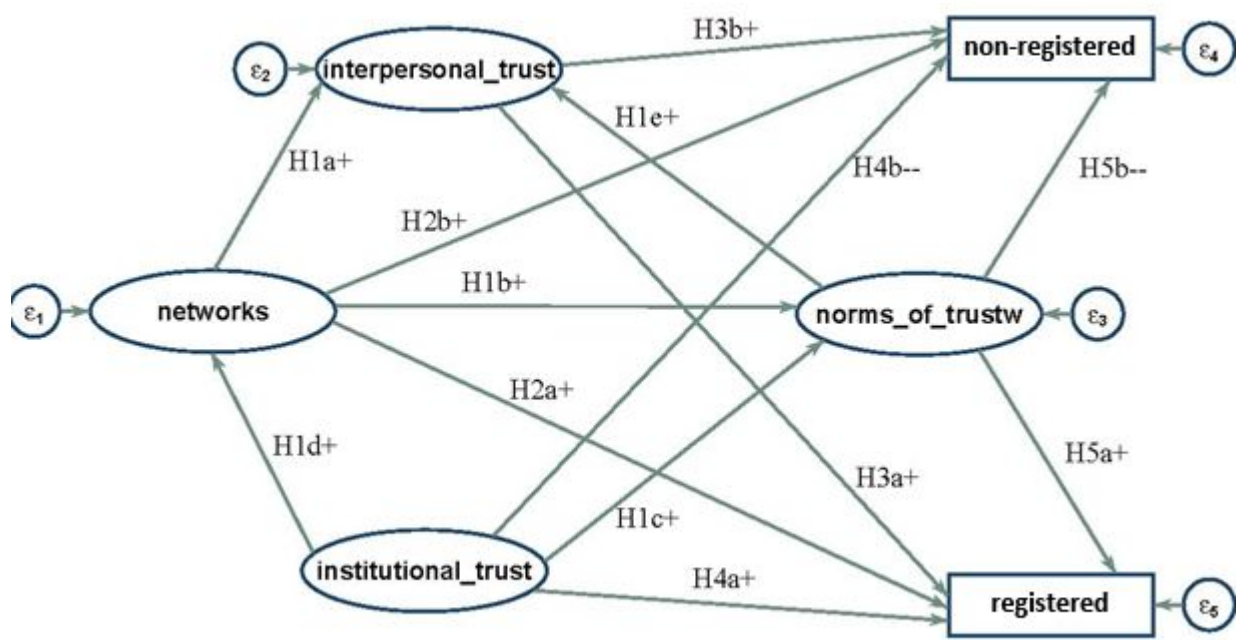 H3b+
non-registered
ε4
ε2
interpersonal_trust
H1e+
H1a+
H4b--
H5b--
H2b+
H1b+
ε1
networks
norms_of_trustw
ε3
H2a+
H1d+
H5a+
H3a+
H1c+
institutional_trust
H4a+
registered
ε5